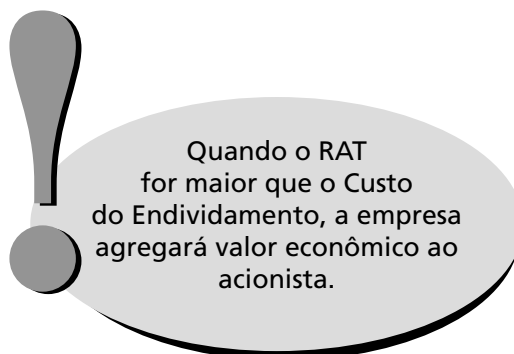 Quando o RAT
for maior que o Custo
do Endividamento, a empresa
agregará valor econômico ao
acionista.